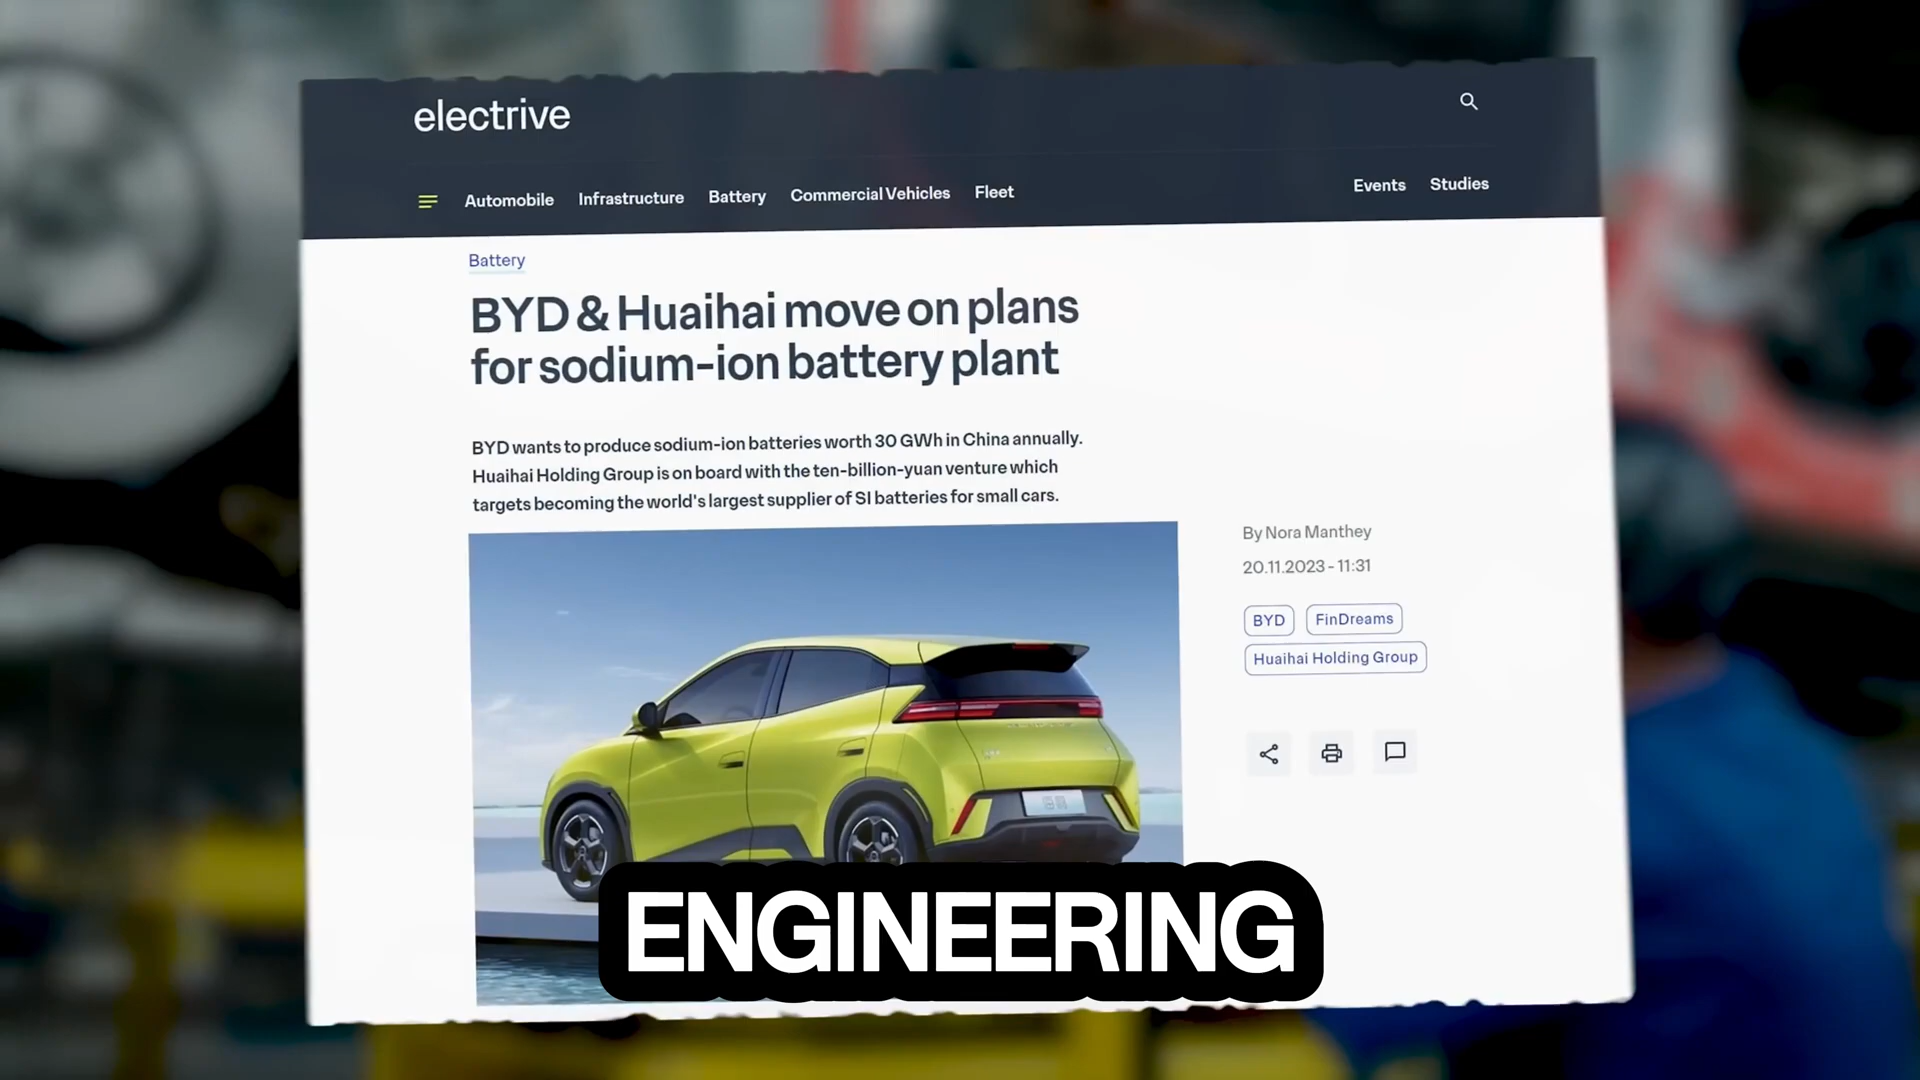 electrive
Automobile Infrastructure Battery Commercial Vehicles Fleet Events Studies
Battery
BYD & Huaihai move on plans
for sodium-ion battery plant
BYD wants to produce sodium-ion batteries worth 30 GWh in China annually.
Huaihai Holding Group is on board with the ten-billion-yuan venture which
targets becoming the world's largest supplier of SI batteries for small cars.
By Nora Manthey
20.11.2023 - 11:31
BYD FinDreams
Huaihai Holding Group
ENGINEERING